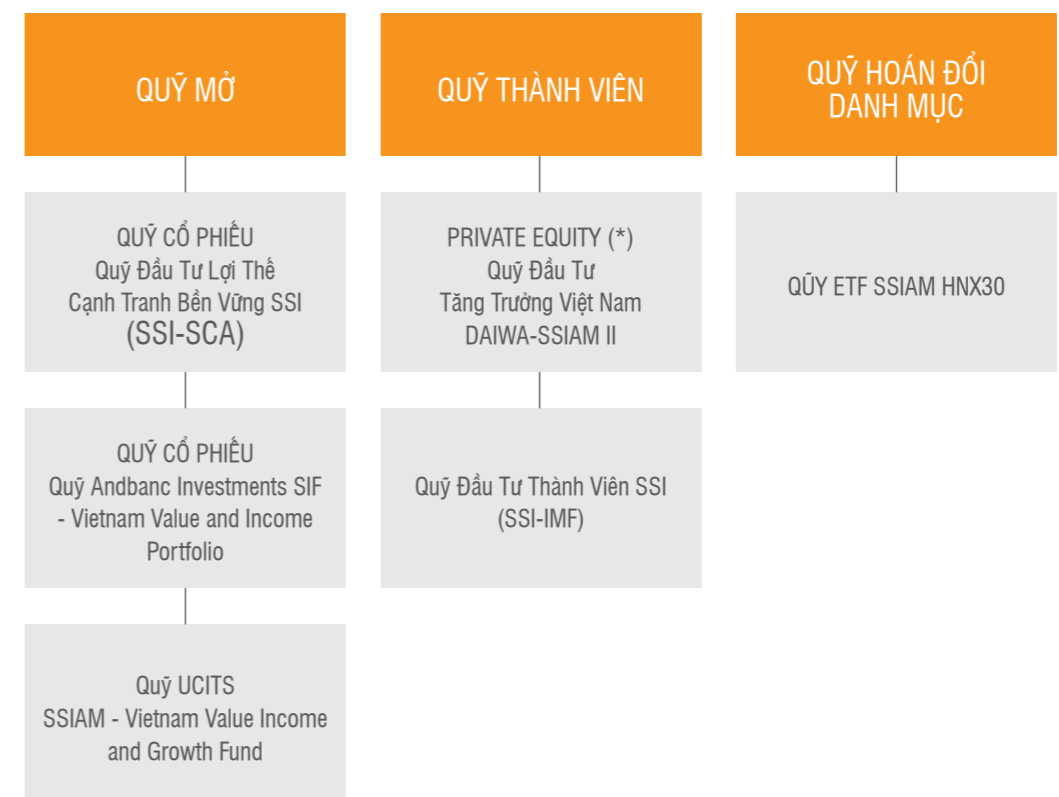 QUỸ MỞ
QUỸ CỔ PHIẾU
Quỹ Đầu Tư Lợi Thế
Cạnh Tranh Bền Vững SSI
(SSI-SCA)
QUỸ CỔ PHIẾU
Quỹ Andbanc Investments SIF
- Vietnam Value and Income
Portfolio
Quỹ UCITS
SSIAM - Vietnam Value Income
and Growth Fund
QUỸ THÀNH VIÊN
PRIVATE EQUITY (*)
Quỹ Đầu Tư
Tăng Trưởng Việt Nam
DAIWA-SSIAM II
Quỹ Đầu Tư Thành Viên SSI
(SSI-IMF)
QUỸ HOÁN ĐỔI
DANH MỤC
QŨY ETF SSIAM HNX30